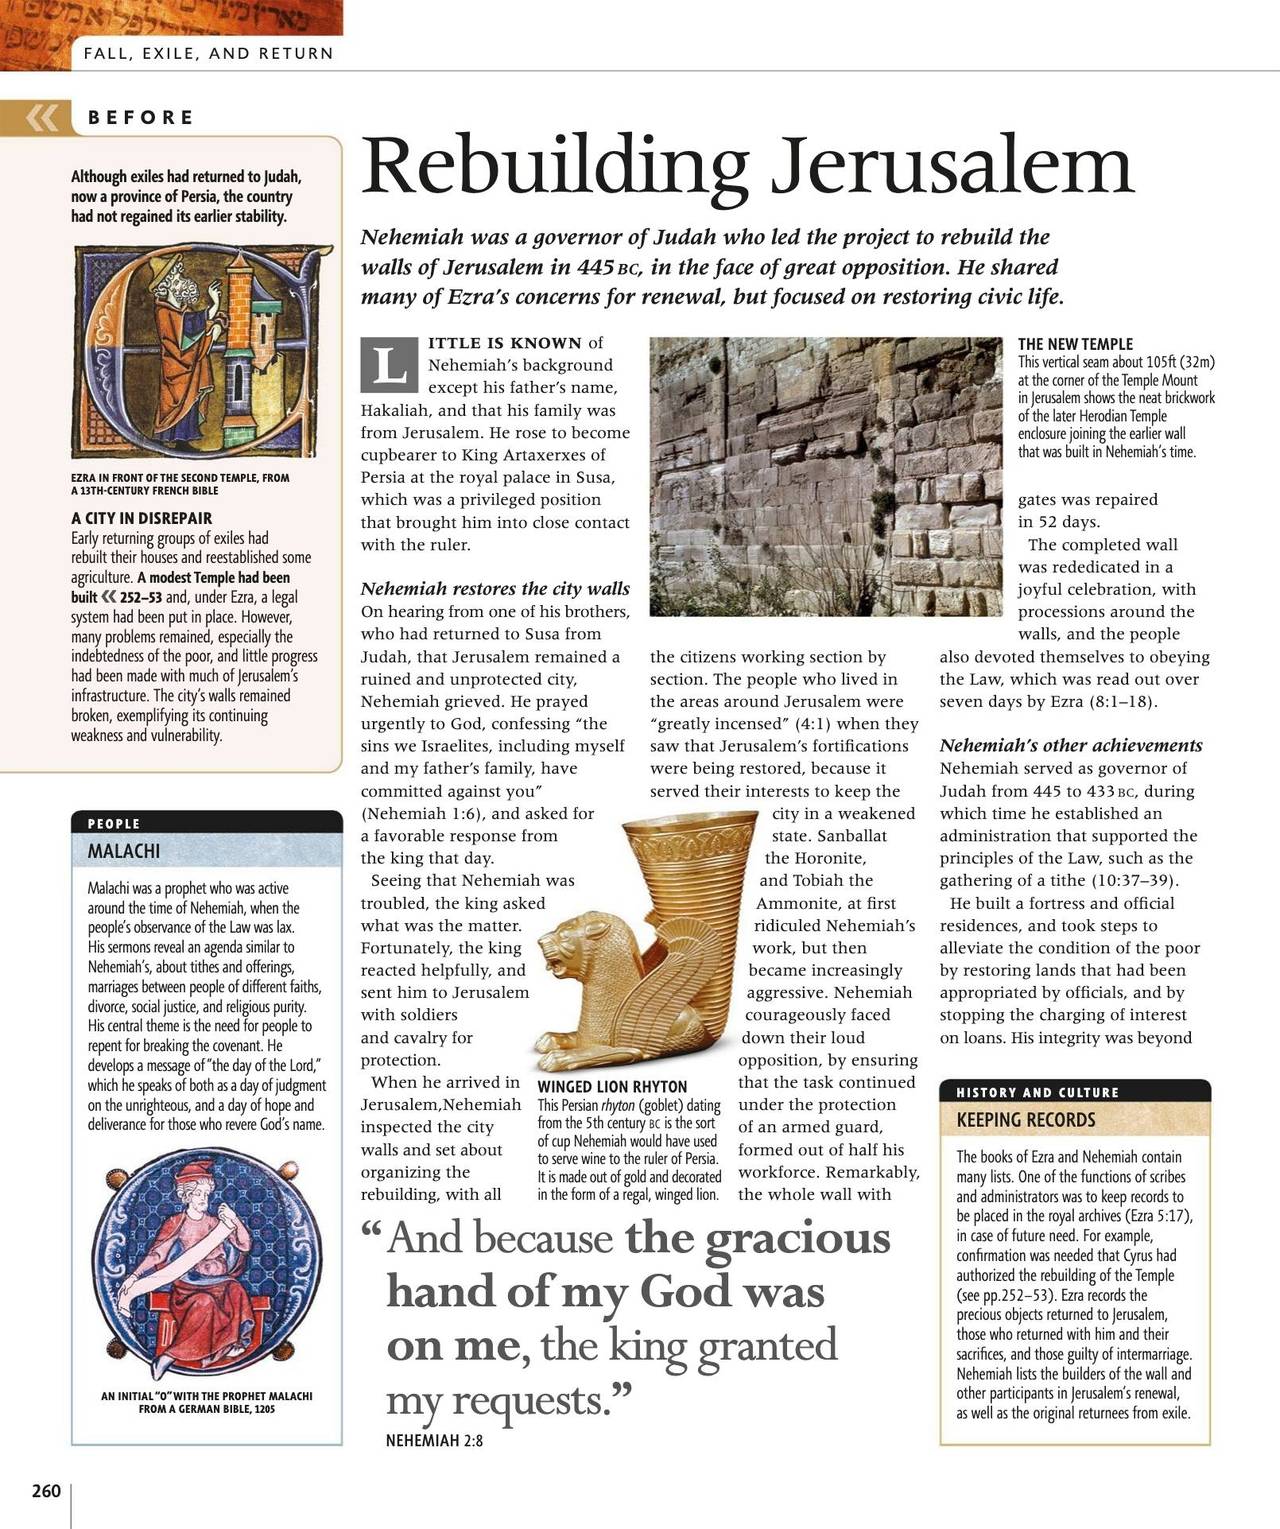 FALL, EXILE, AND RETURN
BEFORE
Although exiles had returned to Judah,
now a province of Persia, the country
had not regained its earlier stability.
EZRA IN FRONT OF THE SECOND TEMPLE, FROM
A 13TH-CENTURY FRENCH BIBLE
A CITY IN DISREPAIR
Early returning groups of exiles had
rebuilt their houses and reestablished some
agriculture. A modest Temple had been
built « 252–53 and, under Ezra, a legal
system had been put in place. However,
many problems remained, especially the
indebtedness of the poor, and little progress
had been made with much of Jerusalem's
infrastructure. The city's walls remained
broken, exemplifying its continuing
weakness and vulnerability.
PEOPLE
MALACHI
Malachi was a prophet who was active
around the time of Nehemiah, when the
people's observance of the Law was lax.
His sermons reveal an agenda similar to
Nehemiah's, about tithes and offerings,
marriages between people of different faiths,
divorce, social justice, and religious purity.
His central theme is the need for people to
repent for breaking the covenant. He
develops a message of "the day of the Lord,"
which he speaks of both as a day of judgment
on the unrighteous, and a day of hope and
deliverance for those who revere God's name.
AN INITIAL "O" WITH THE PROPHET MALACHI
FROM A GERMAN BIBLE, 1205
Rebuilding Jerusalem
Nehemiah was a governor of Judah who led the project to rebuild the
walls of Jerusalem in 445 BC, in the face of great opposition. He shared
many of Ezra's concerns for renewal, but focused on restoring civic life.
LITTLE IS KNOWN of
Nehemiah's background
except his father's name,
Hakaliah, and that his family was
from Jerusalem. He rose to become
cupbearer to King Artaxerxes of
Persia at the royal palace in Susa,
which was a privileged position
that brought him into close contact
with the ruler.
Nehemiah restores the city walls
On hearing from one of his brothers,
who had returned to Susa from
Judah, that Jerusalem remained a
ruined and unprotected city,
Nehemiah grieved. He prayed
urgently to God, confessing "the
sins we Israelites, including myself
and my father's family, have
committed against you"
(Nehemiah 1:6), and asked for
a favorable response from
the king that day.
Seeing that Nehemiah was
troubled, the king asked
what was the matter.
Fortunately, the king
reacted helpfully, and
sent him to Jerusalem
with soldiers
and cavalry for
protection.
When he arrived in
Jerusalem,Nehemiah
inspected the city
walls and set about
organizing the
rebuilding, with all
the citizens working section by
section. The people who lived in
the areas around Jerusalem were
"greatly incensed" (4:1) when they
saw that Jerusalem's fortifications
were being restored, because it
served their interests to keep the
city in a weakened
state. Sanballat
the Horonite,
and Tobiah the
Ammonite, at first
ridiculed Nehemiah's
work, but then
became increasingly
aggressive. Nehemiah
courageously faced
down their loud
opposition, by ensuring
that the task continued
under the protection
of an armed guard,
formed out of half his
workforce. Remarkably,
the whole wall with
WINGED LION RHYTON
This Persian rhyton (goblet) dating
from the 5th century BC is the sort
of cup Nehemiah would have used
to serve wine to the ruler of Persia.
It is made out of gold and decorated
in the form of a regal, winged lion.
THE NEW TEMPLE
This vertical seam about 105ft (32m)
at the corner of the Temple Mount
in Jerusalem shows the neat brickwork
of the later Herodian Temple
enclosure joining the earlier wall
that was built in Nehemiah's time.
gates was repaired
in 52 days.
The completed wall
was rededicated in a
joyful celebration, with
processions around the
walls, and the people
also devoted themselves to obeying
the Law, which was read out over
seven days by Ezra (8:1–18).
Nehemiah's other achievements
Nehemiah served as governor of
Judah from 445 to 433 BC, during
which time he established an
administration that supported the
principles of the Law, such as the
gathering of a tithe (10:37–39).
He built a fortress and official
residences, and took steps to
alleviate the condition of the poor
by restoring lands that had been
appropriated by officials, and by
stopping the charging of interest
on loans. His integrity was beyond
"And because the gracious
hand of my God was
on me, the king granted
my requests."
NEHEMIAH 2:8
HISTORY AND CULTURE
KEEPING RECORDS
The books of Ezra and Nehemiah contain
many lists. One of the functions of scribes
and administrators was to keep records to
be placed in the royal archives (Ezra 5:17),
in case of future need. For example,
confirmation was needed that Cyrus had
authorized the rebuilding of the Temple
(see pp.252–53). Ezra records the
precious objects returned to Jerusalem,
those who returned with him and their
sacrifices, and those guilty of intermarriage.
Nehemiah lists the builders of the wall and
other participants in Jerusalem's renewal,
as well as the original returnees from exile.
260